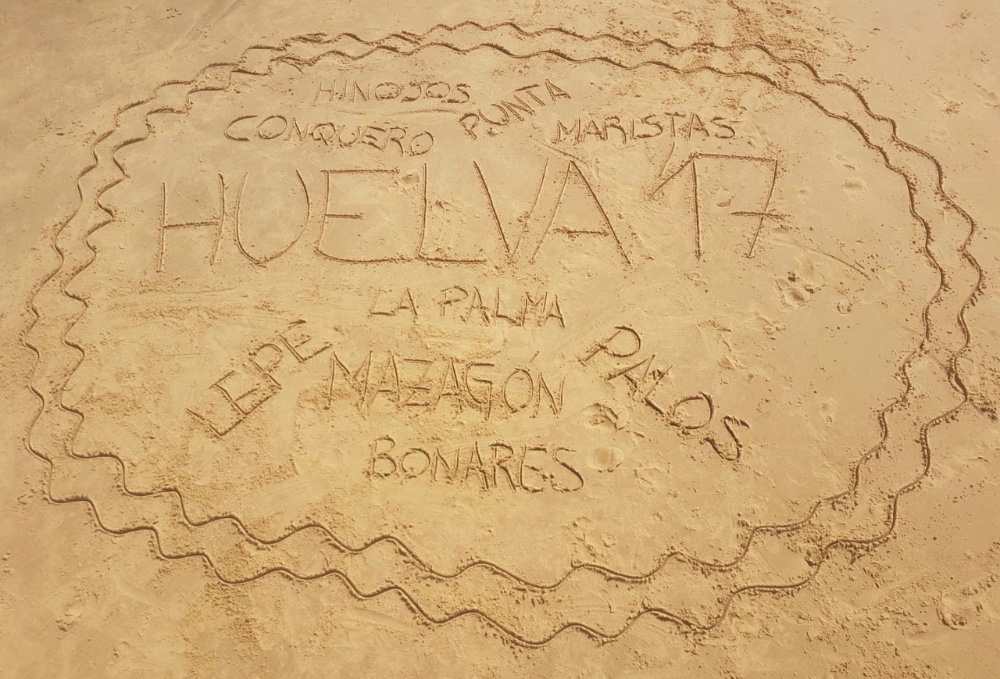 HINOJOS
PUNTA
CONQUERO
MARISTAS
HUELVA '17
LA PALMA
LEPE
MAZAGÓN
PALOS
BONARES